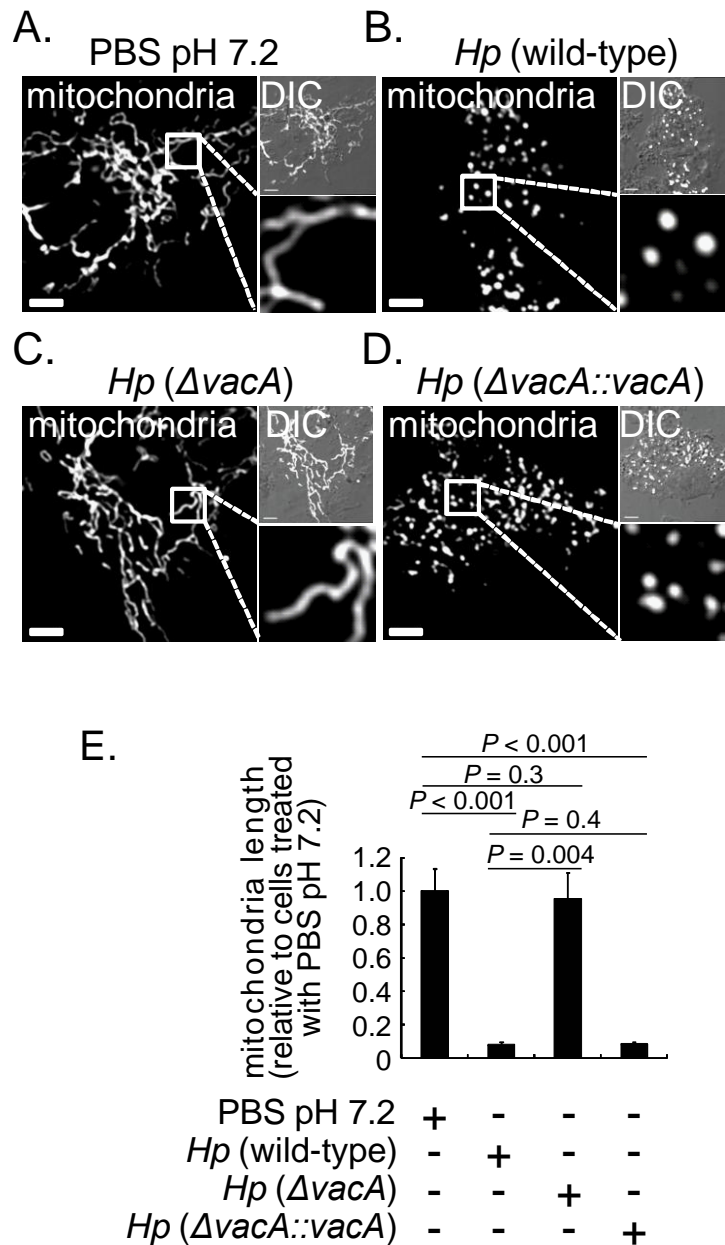 A.
PBS pH 7.2
mitochondria
DIC
B.
Hp (wild-type)
mitochondria
DIC
C.
Hp (ΔvacA)
mitochondria
DIC
D.
Hp (ΔvacA::vacA)
mitochondria
DIC
E.
mitochondria length
(relative to cells treated
with PBS pH 7.2)
P < 0.001
P = 0.3
P < 0.001
P = 0.4
P = 0.004
1.2
1.0
0.8
0.6
0.4
0.2
0
PBS pH 7.2 + - - -
Hp (wild-type) - + - -
Hp (ΔvacA) - - + -
Hp (ΔvacA::vacA) - - - +